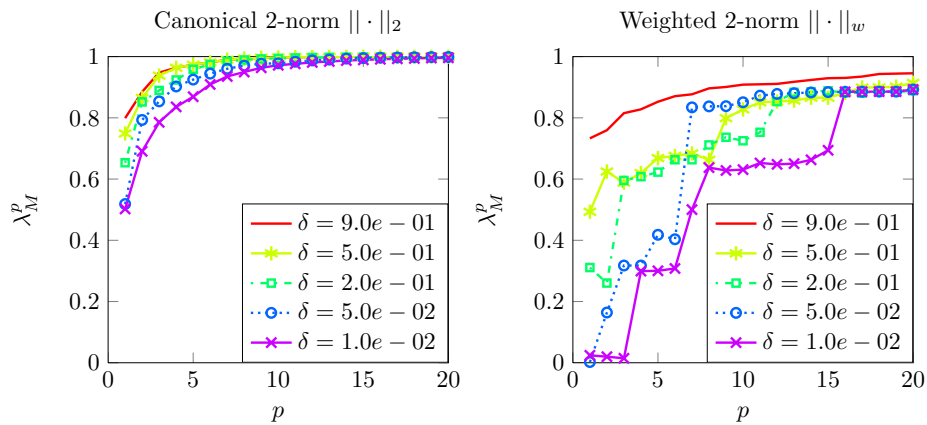 Canonical 2-norm || · ||₂
λ_M^p
1
0.8
0.6
0.4
0.2
0
0 5 10 15 20
p
δ = 9.0e − 01
δ = 5.0e − 01
δ = 2.0e − 01
δ = 5.0e − 02
δ = 1.0e − 02
Weighted 2-norm || · ||_w
λ_M^p
1
0.8
0.6
0.4
0.2
0
0 5 10 15 20
p
δ = 9.0e − 01
δ = 5.0e − 01
δ = 2.0e − 01
δ = 5.0e − 02
δ = 1.0e − 02